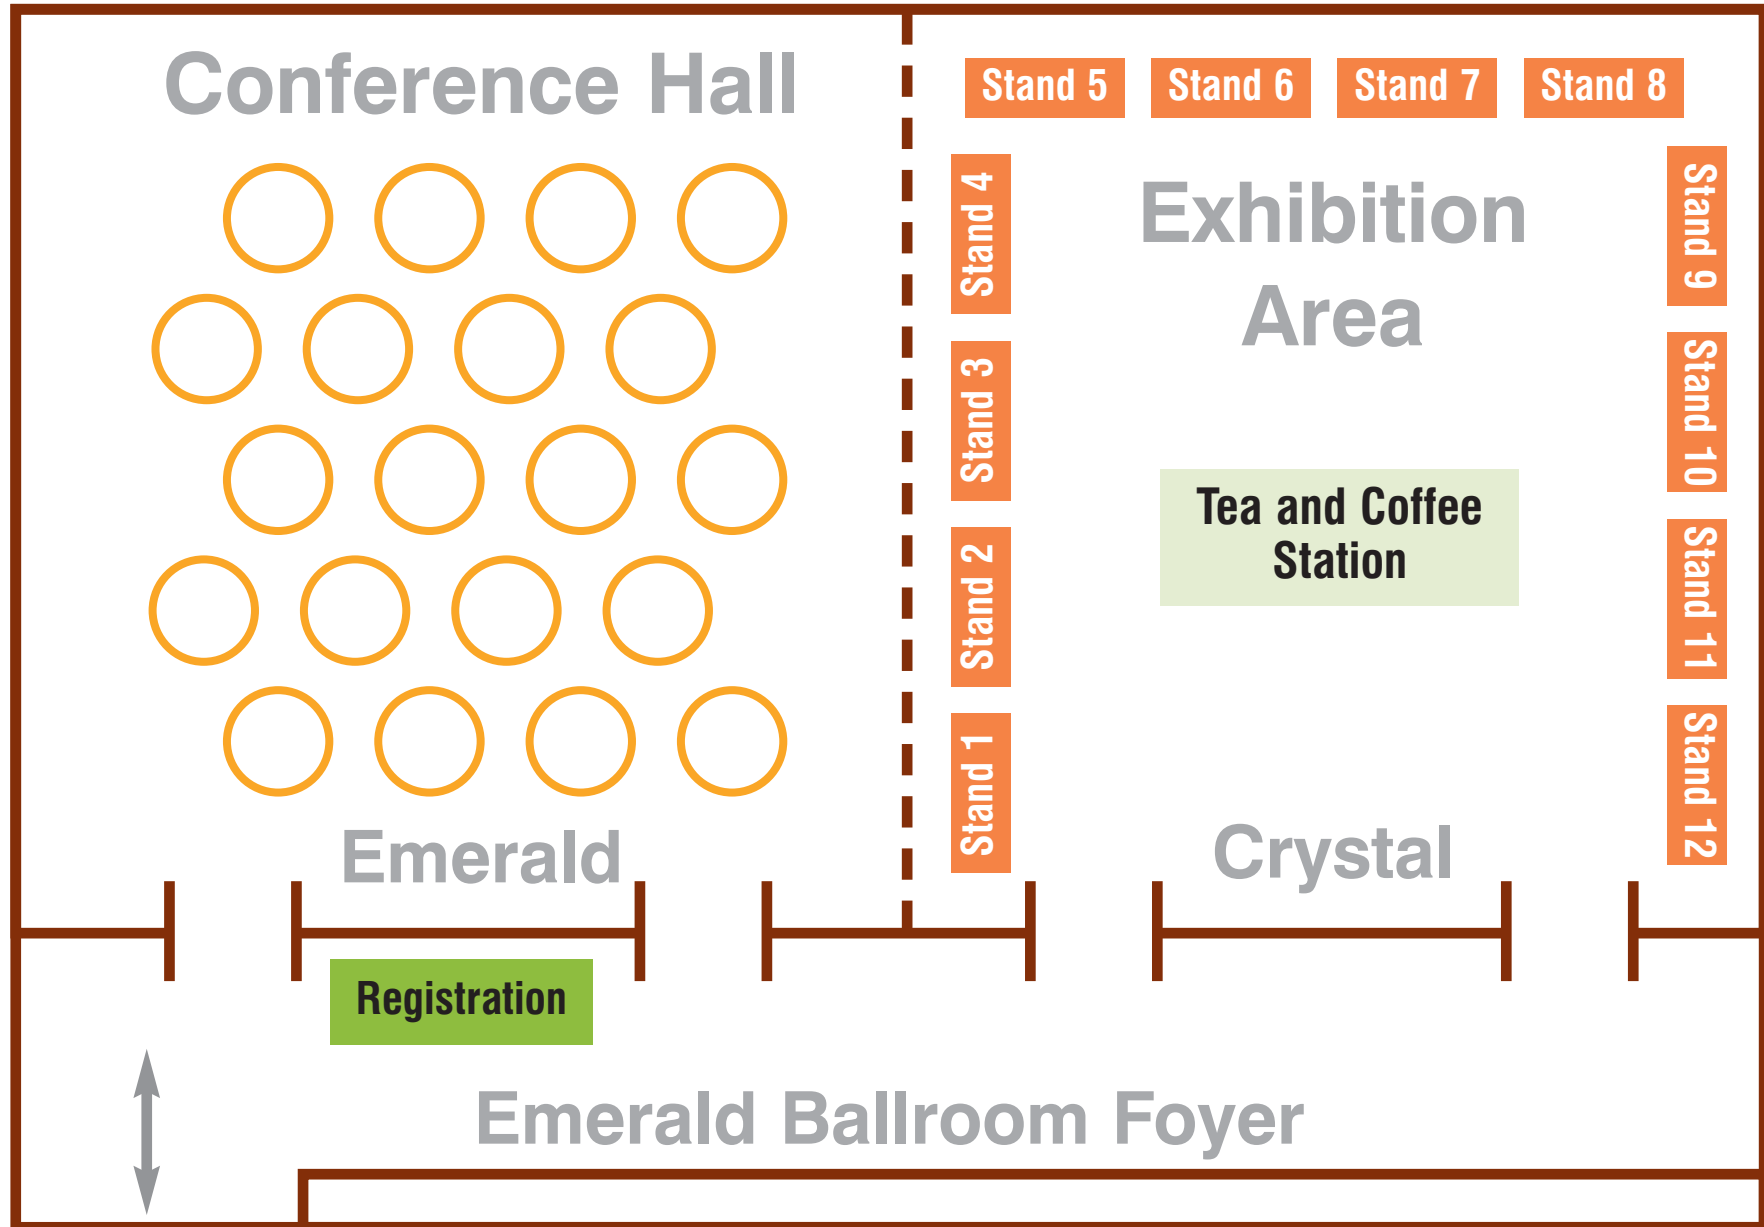 Conference Hall
Stand 5
Stand 6
Stand 7
Stand 8
Stand 4
Exhibition
Area
Stand 9
Stand 3
Stand 10
Tea and Coffee
Station
Stand 2
Stand 11
Stand 1
Stand 12
Emerald
Crystal
Registration
Emerald Ballroom Foyer